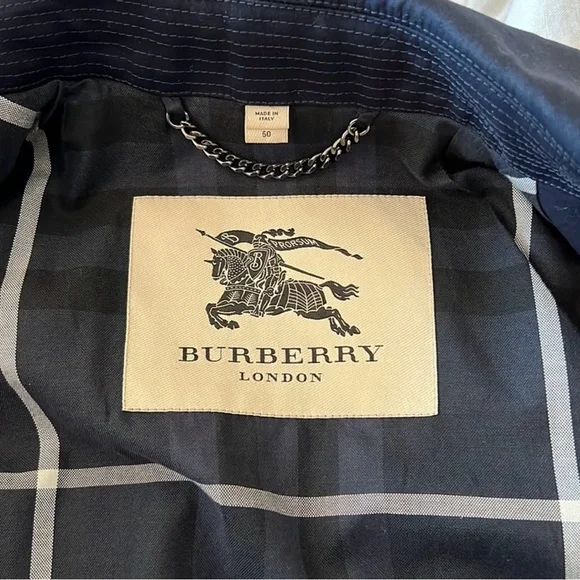 MADE IN
ITALY
50
PRORSUM
B
B
BURBERRY
LONDON